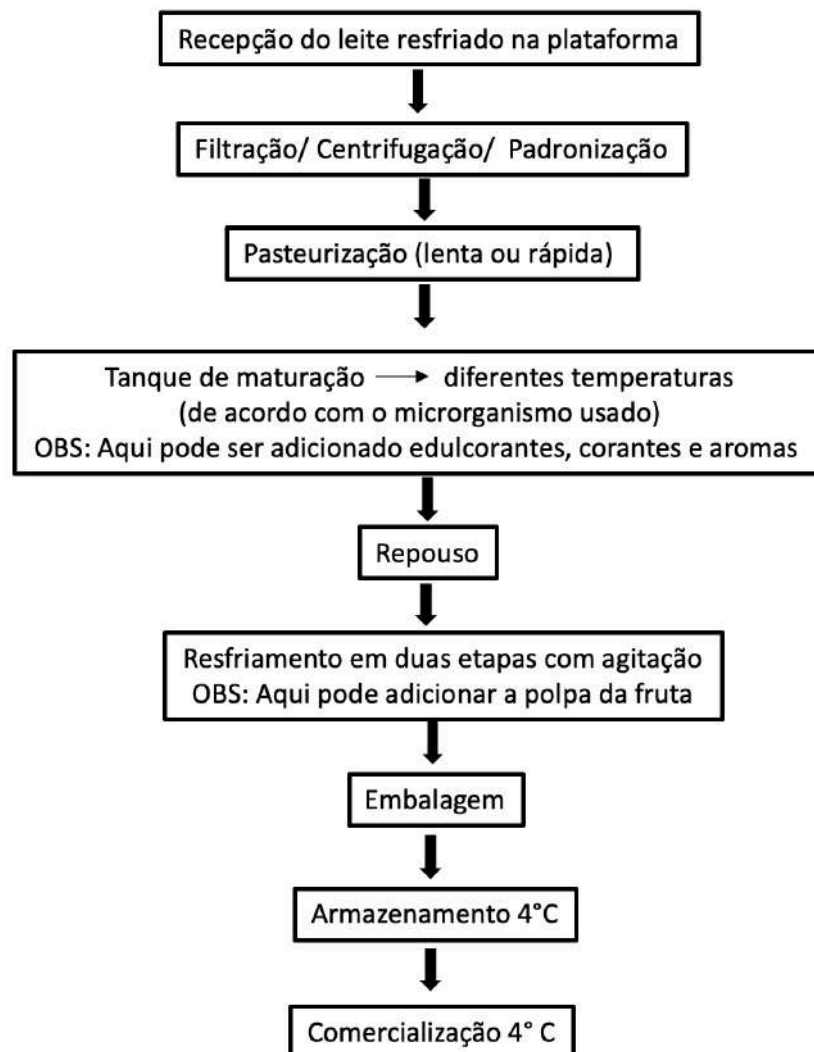 Recepção do leite resfriado na plataforma
Filtração/ Centrifugação/ Padronização
Pasteurização (lenta ou rápida)
Tanque de maturação → diferentes temperaturas
(de acordo com o microrganismo usado)
OBS: Aqui pode ser adicionado edulcorantes, corantes e aromas
Repouso
Resfriamento em duas etapas com agitação
OBS: Aqui pode adicionar a polpa da fruta
Embalagem
Armazenamento 4°C
Comercialização 4° C